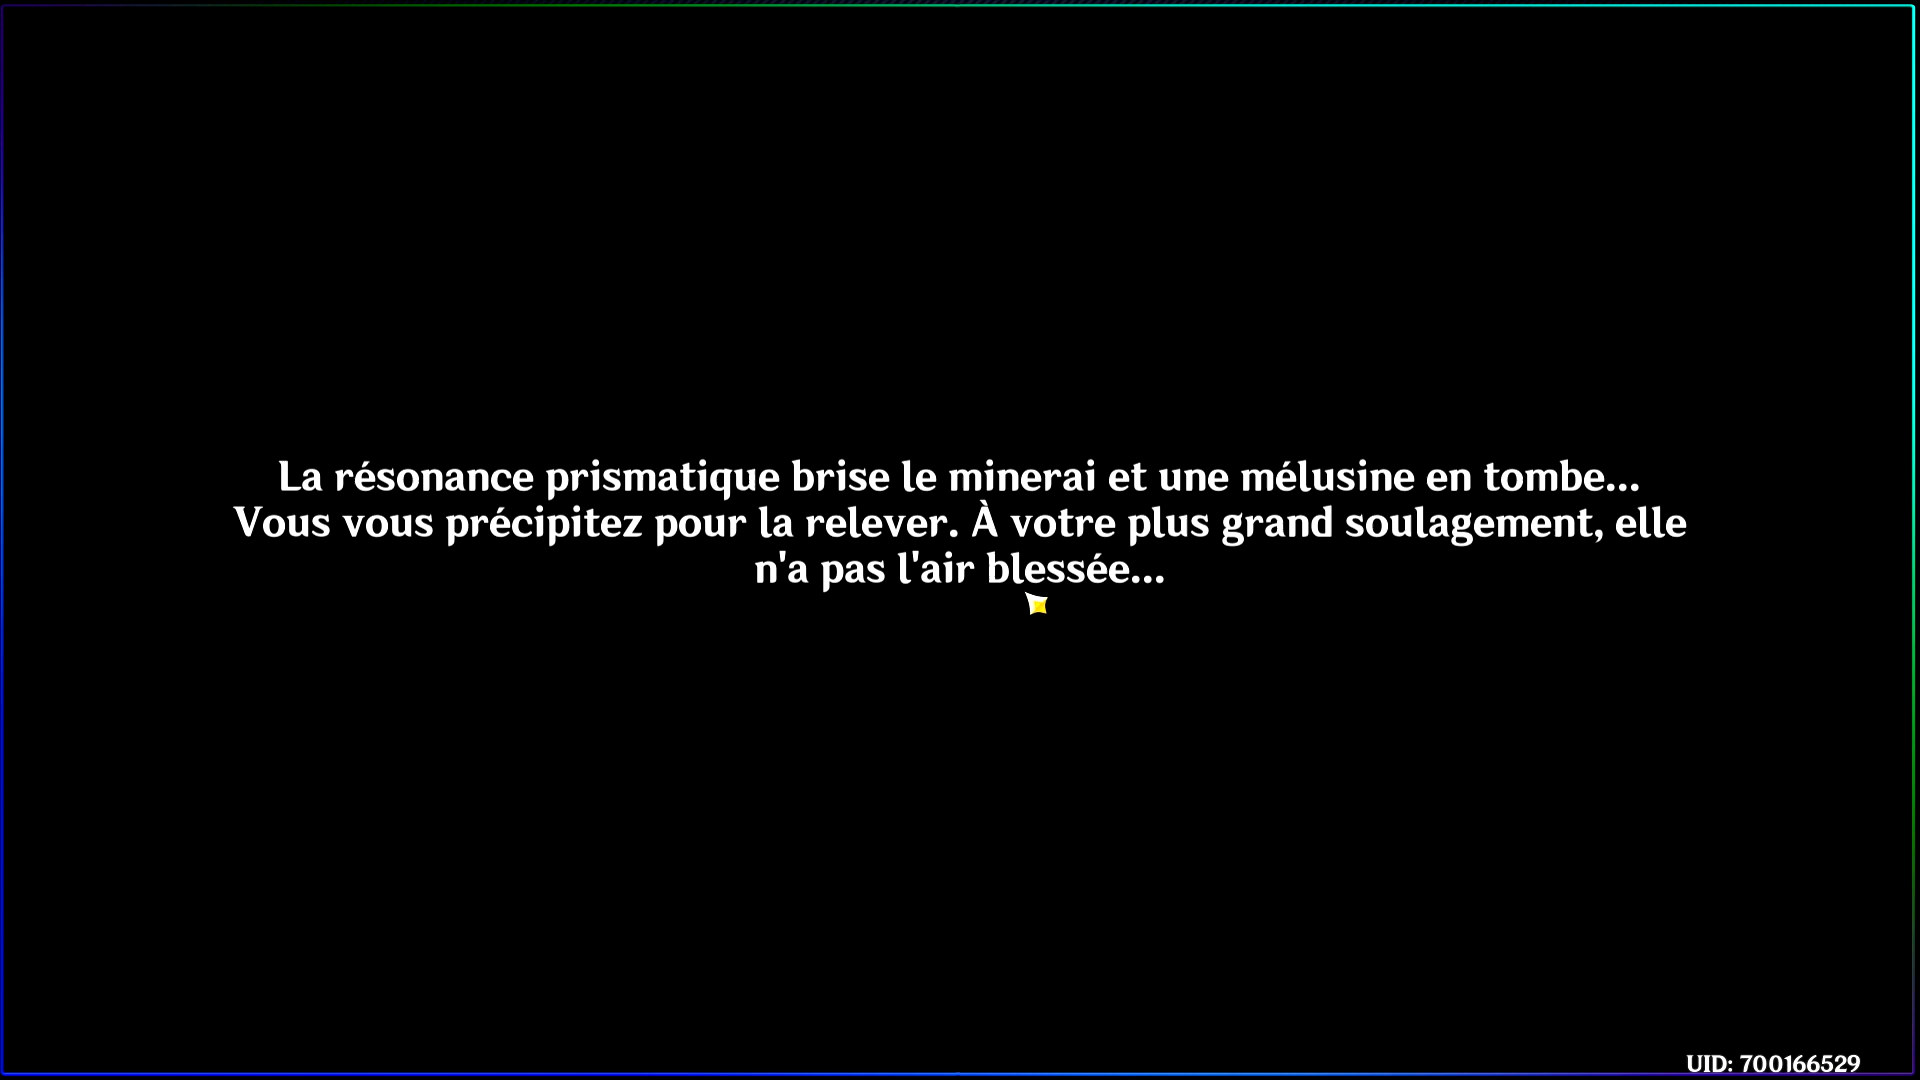 La résonance prismatique brise le minerai et une mélusine en tombe...
Vous vous précipitez pour la relever. À votre plus grand soulagement, elle
n'a pas l'air blessée...
UID: 700166529